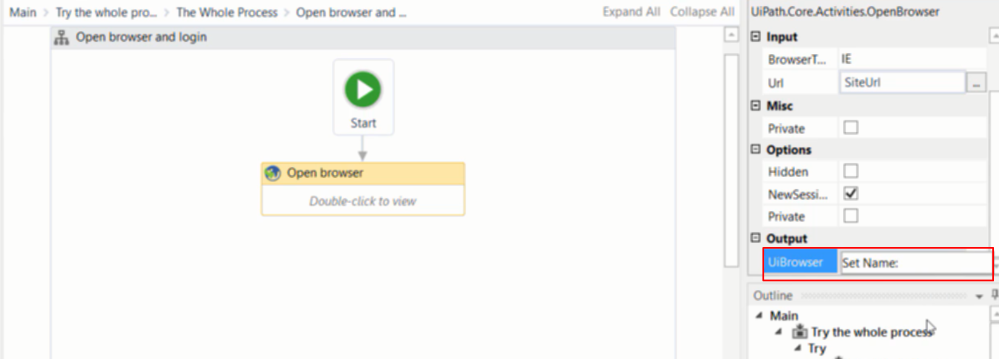 Main > Try the whole pro... > The Whole Process > Open browser and ...
Expand All Collapse All
Open browser and login
Start
Open browser
Double-click to view
UiPath.Core.Activities.OpenBrowser
Input
BrowserT... IE
Url SiteUrl ...
Misc
Private
Options
Hidden
NewSessi...
Private
Output
UiBrowser Set Name:
Outline
Main
Try the whole process
Try